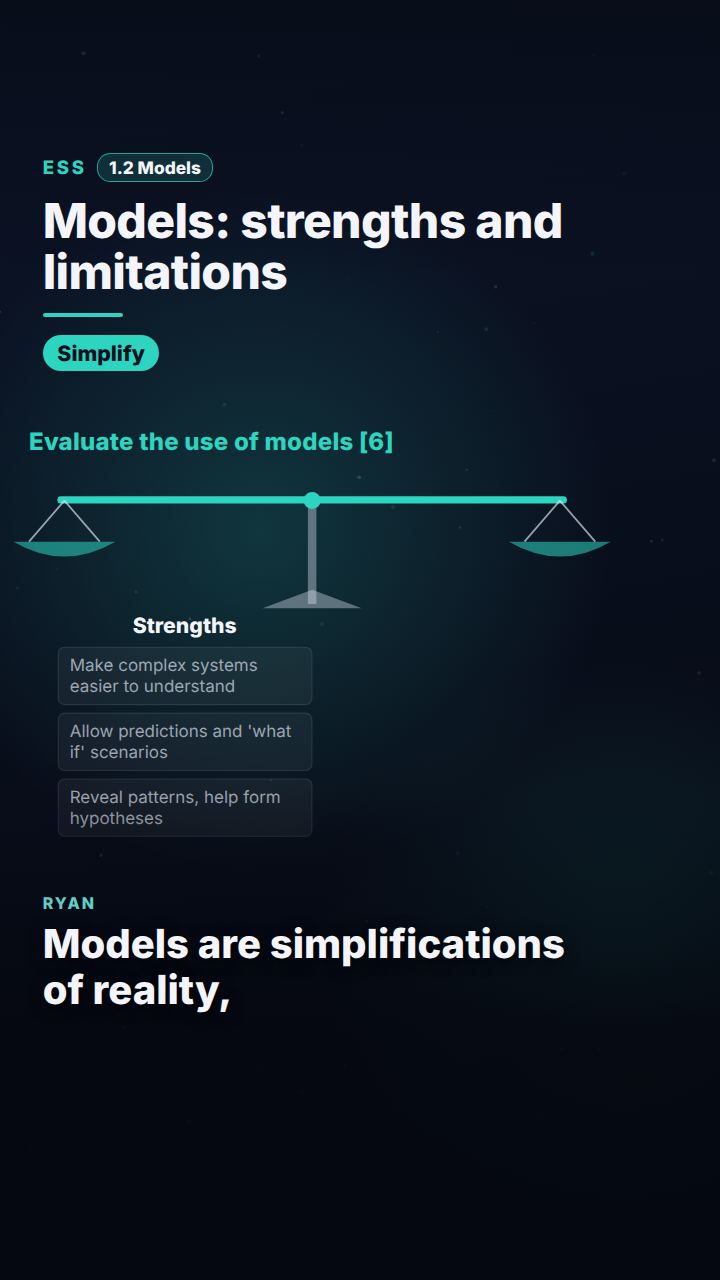 ESS 1.2 Models
Models: strengths and
limitations
Simplify
Evaluate the use of models [6]
Strengths
Make complex systems
easier to understand
Allow predictions and 'what
if' scenarios
Reveal patterns, help form
hypotheses
RYAN
Models are simplifications
of reality,